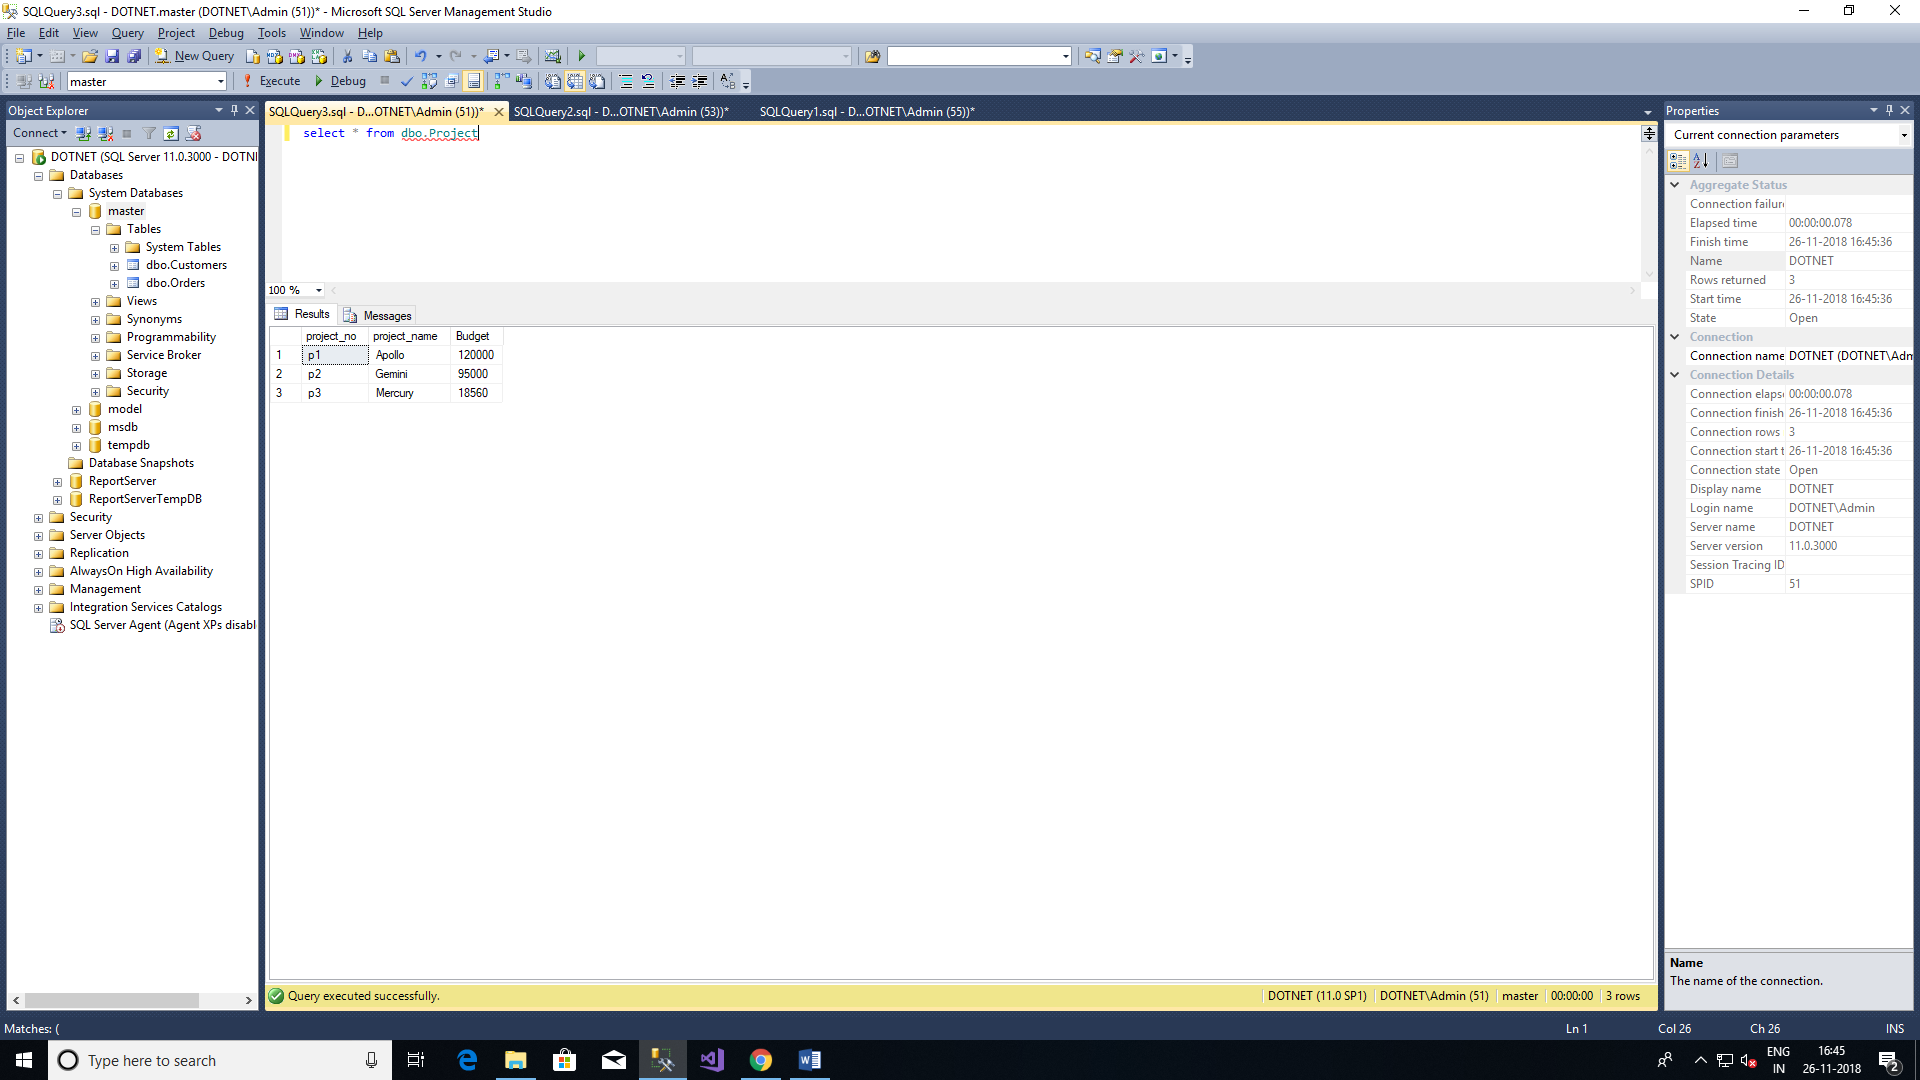 SQLQuery3.sql - DOTNET.master (DOTNET\Admin (51))* - Microsoft SQL Server Management Studio
File Edit View Query Project Debug Tools Window Help
New Query
master Execute Debug
Object Explorer
Connect
DOTNET (SQL Server 11.0.3000 - DOTNI
Databases
System Databases
master
Tables
System Tables
dbo.Customers
dbo.Orders
Views
Synonyms
Programmability
Service Broker
Storage
Security
model
msdb
tempdb
Database Snapshots
ReportServer
ReportServerTempDB
Security
Server Objects
Replication
AlwaysOn High Availability
Management
Integration Services Catalogs
SQL Server Agent (Agent XPs disabl
SQLQuery3.sql - D...OTNET\Admin (51))* SQLQuery2.sql - D...OTNET\Admin (53))* SQLQuery1.sql - D...OTNET\Admin (55))*
select * from dbo.Project
100 %
Results Messages
project_no project_name Budget
1 p1 Apollo 120000
2 p2 Gemini 95000
3 p3 Mercury 18560
Query executed successfully. DOTNET (11.0 SP1) DOTNET\Admin (51) master 00:00:00 3 rows
Properties
Current connection parameters
Aggregate Status
Connection failure
Elapsed time 00:00:00.078
Finish time 26-11-2018 16:45:36
Name DOTNET
Rows returned 3
Start time 26-11-2018 16:45:36
State Open
Connection
Connection name DOTNET (DOTNET\Adm
Connection Details
Connection elaps 00:00:00.078
Connection finish 26-11-2018 16:45:36
Connection rows 3
Connection start t 26-11-2018 16:45:36
Connection state Open
Display name DOTNET
Login name DOTNET\Admin
Server name DOTNET
Server version 11.0.3000
Session Tracing ID
SPID 51
Name
The name of the connection.
Matches: ( Ln 1 Col 26 Ch 26 INS
Type here to search
ENG
IN
16:45
26-11-2018
2